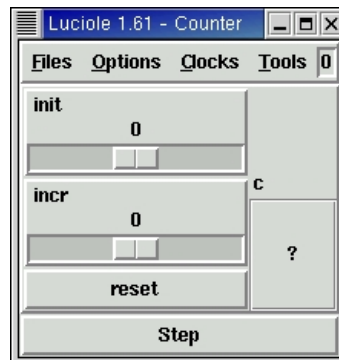 Luciole 1.61 - Counter
Files Options Clocks Tools 0
init
0
incr
0
c
?
reset
Step